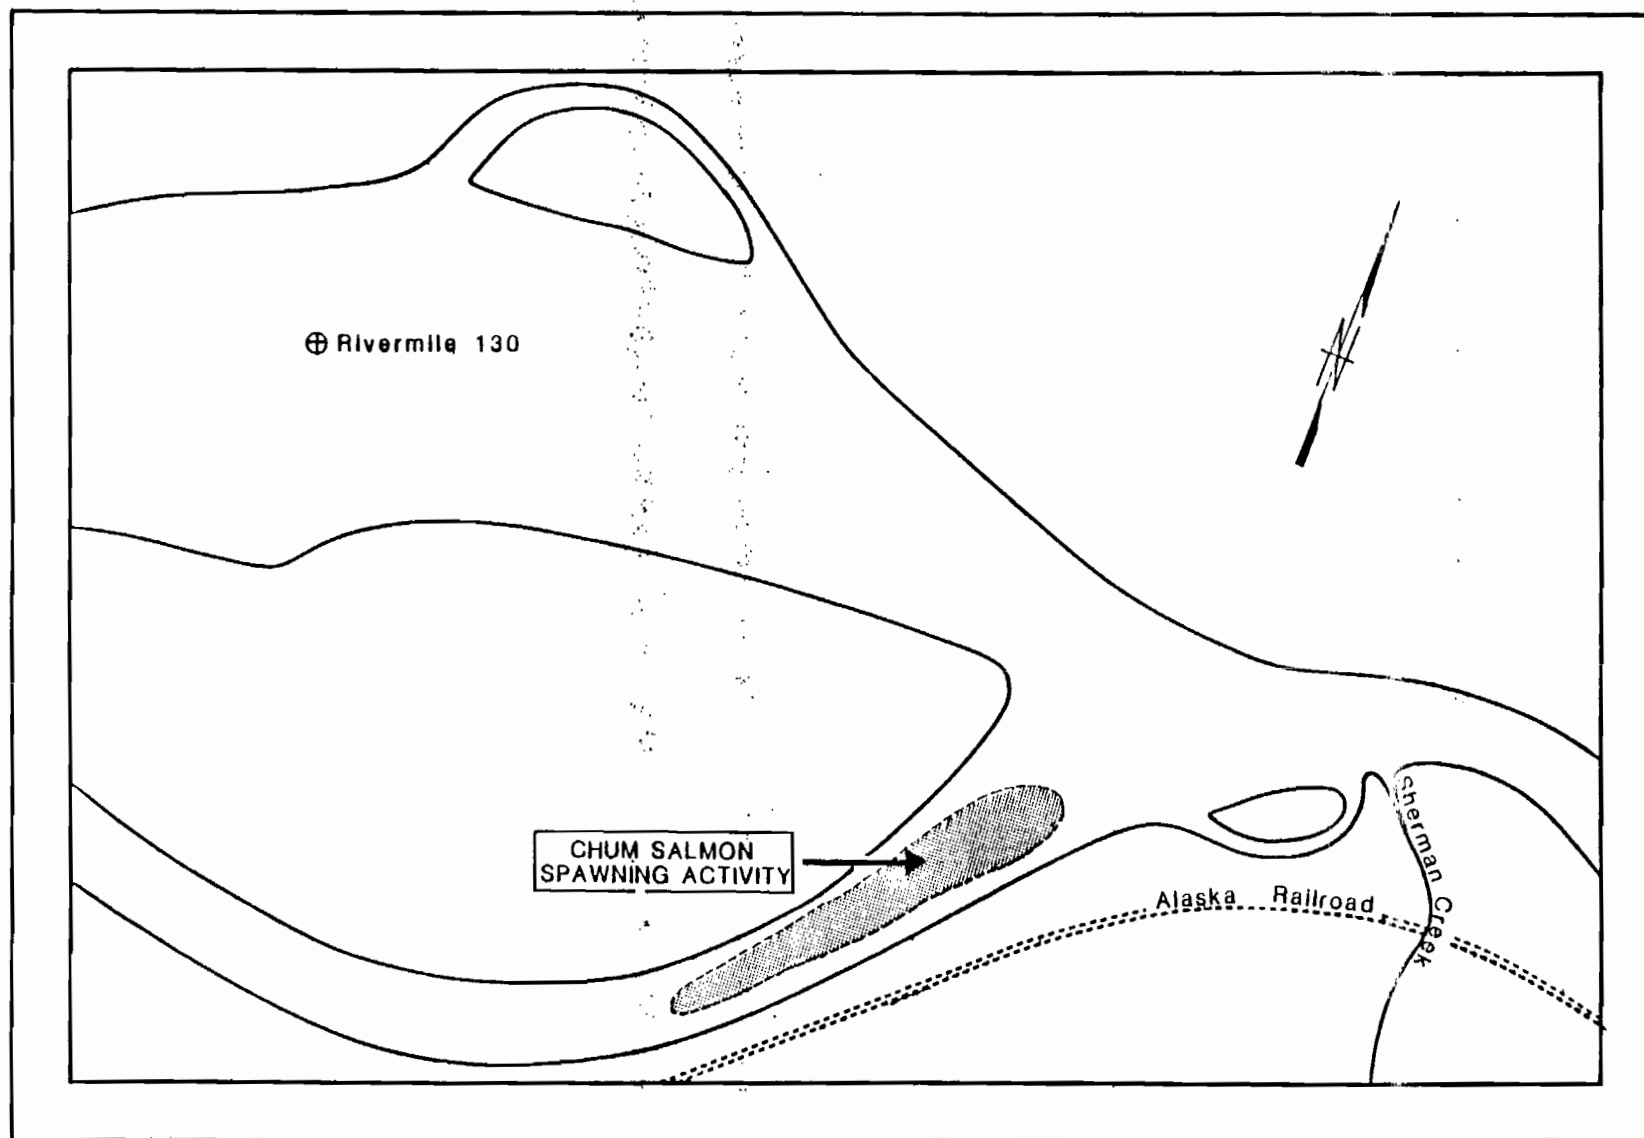 Rivermile 130
CHUM SALMON
SPAWNING ACTIVITY
Alaska Railroad
Sherman Creek